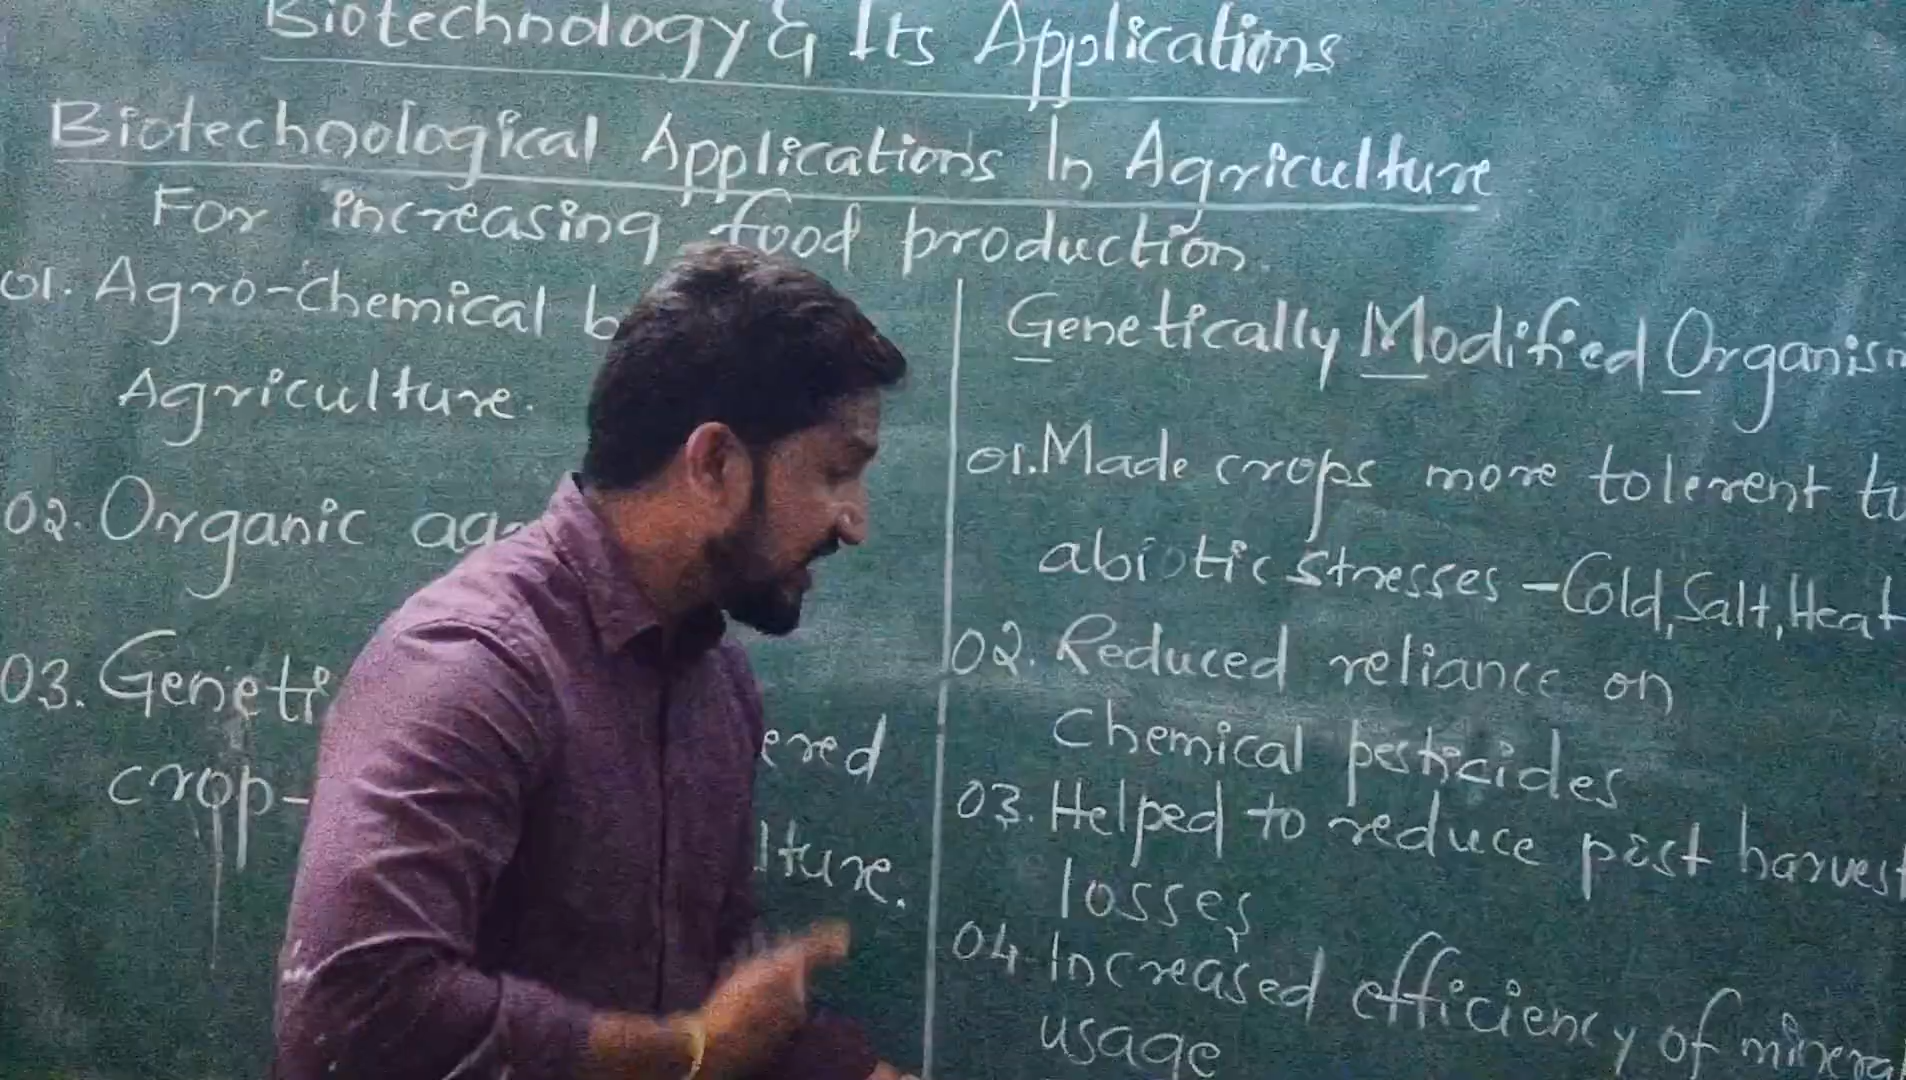 Biotechnology & Its Applications
Biotechnological Applications In Agriculture
For increasing food production.
01. Agro-Chemical b
Agriculture.
02. Organic ag
03. Geneti
ered
crop-
lture.
Genetically Modified Organism
01. Made crops more tolerent to
abiotic stresses - Cold, Salt, Heat
02. Reduced reliance on
Chemical pesticides
03. Helped to reduce post harvest
losses
04. Increased efficiency of mineral
usage